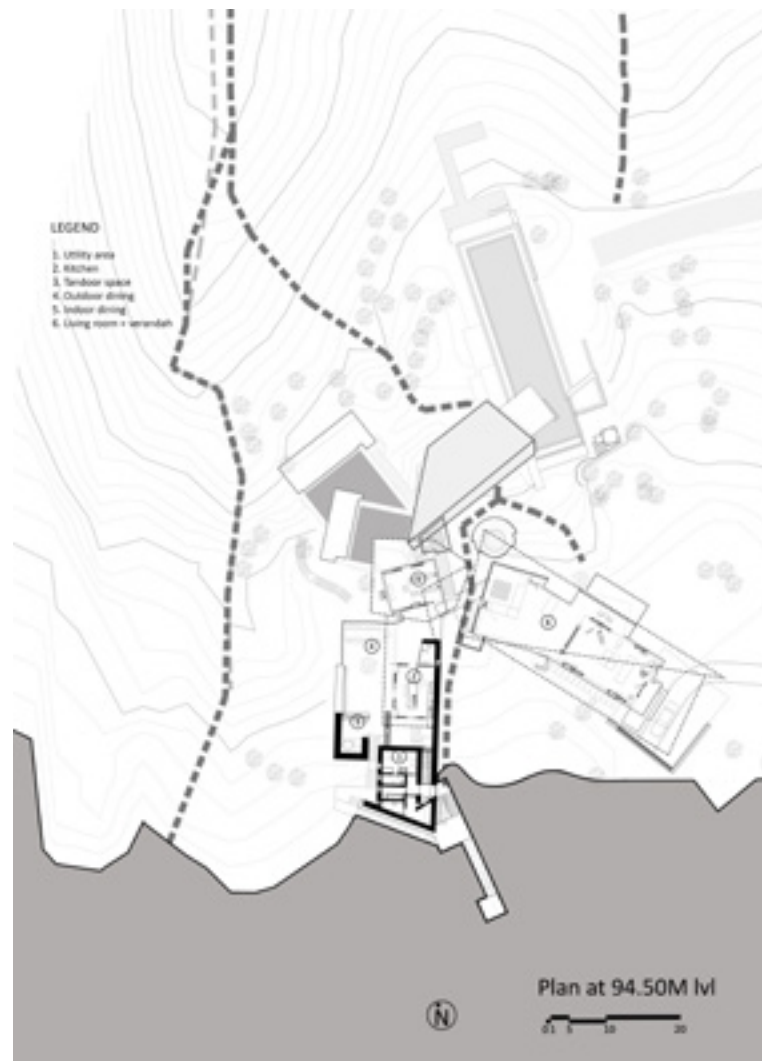 LEGEND
1. Utility area
2. Kitchen
3. Tandoor space
4. Outdoor dining
5. Indoor dining
6. Living room + verandah
Plan at 94.50M lvl
N
0 1 5 10 20